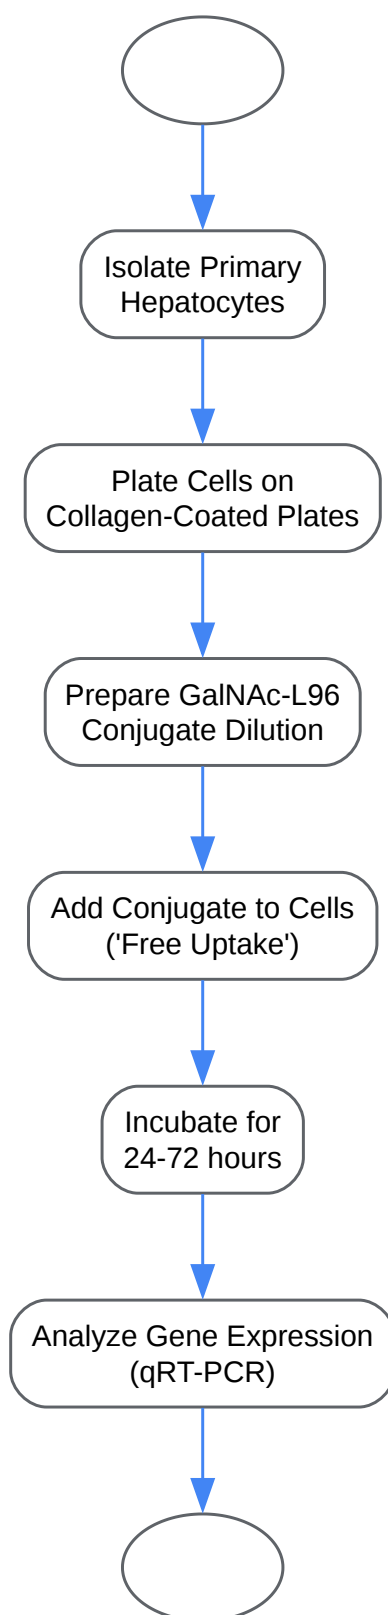 Isolate Primary
Hepatocytes
Plate Cells on
Collagen-Coated Plates
Prepare GalNAc-L96
Conjugate Dilution
Add Conjugate to Cells
('Free Uptake')
Incubate for
24-72 hours
Analyze Gene Expression
(qRT-PCR)